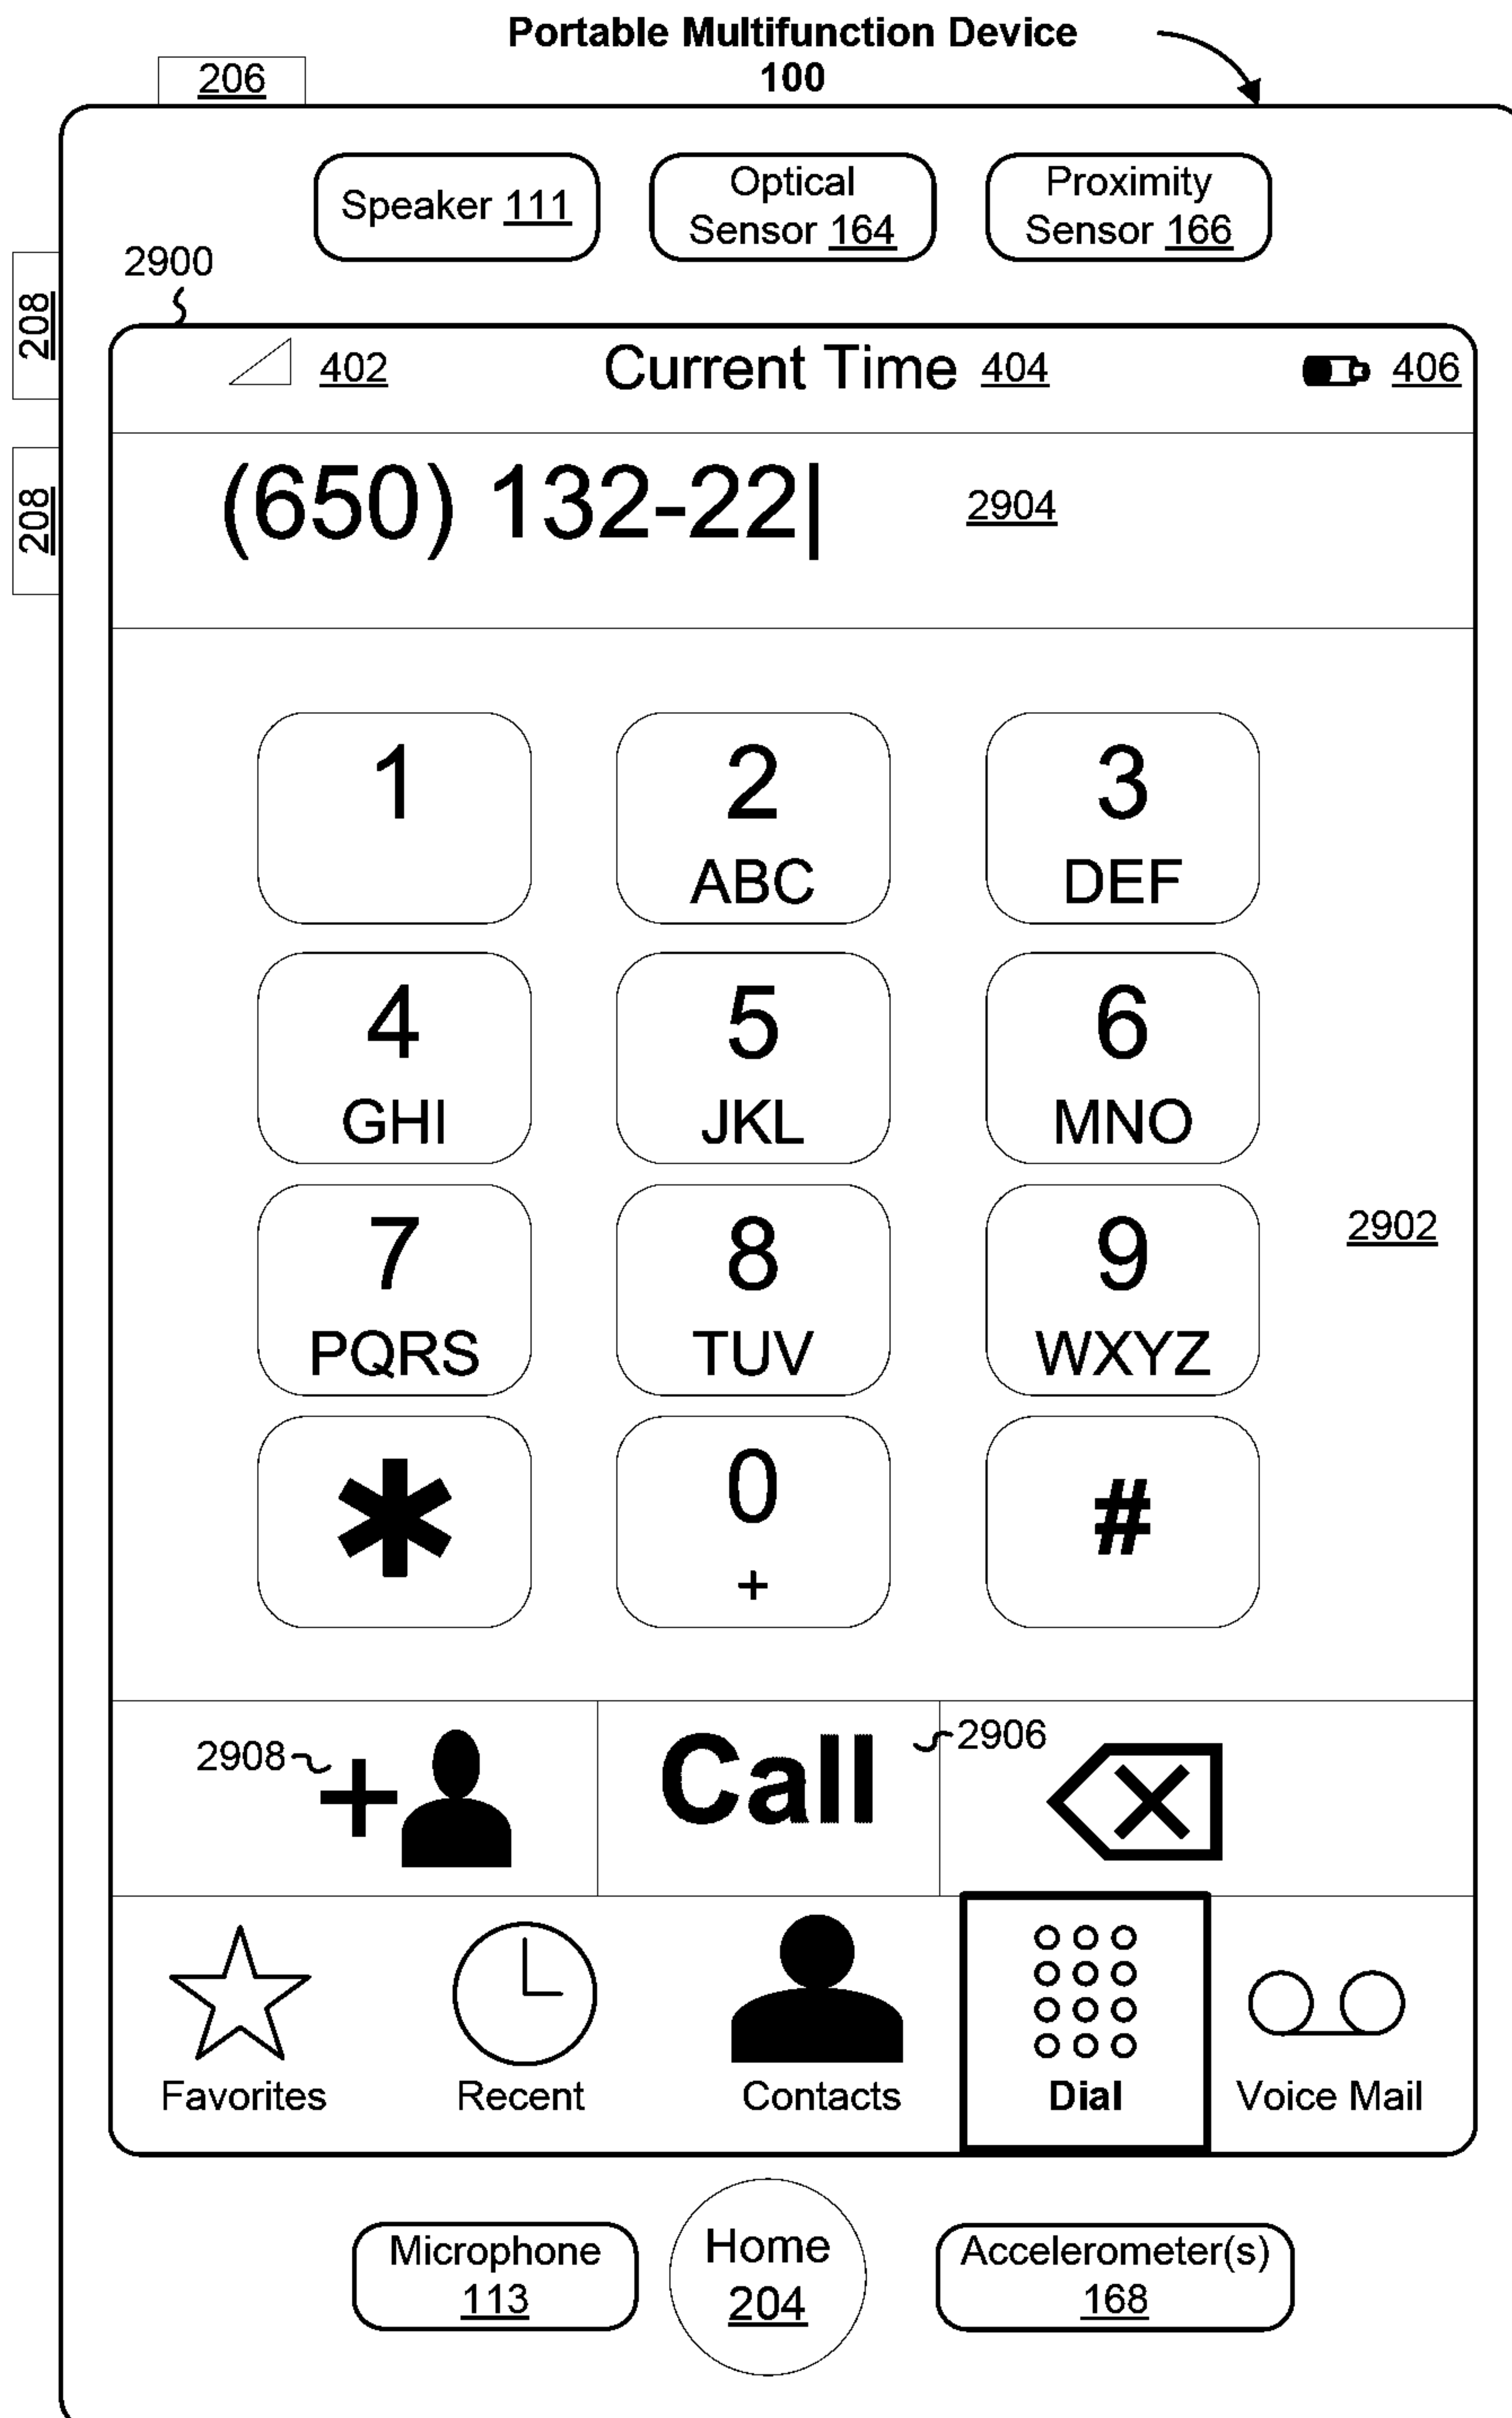 Portable Multifunction Device
100
206
Speaker 111
Optical
Sensor 164
Proximity
Sensor 166
2900
208
208
402
Current Time 404
406
(650) 132-22|
2904
1
2
ABC
3
DEF
4
GHI
5
JKL
6
MNO
7
PQRS
8
TUV
9
WXYZ
2902
*
0
+
#
2908
+
Call
2906
Favorites
Recent
Contacts
Dial
Voice Mail
Microphone
113
Home
204
Accelerometer(s)
168